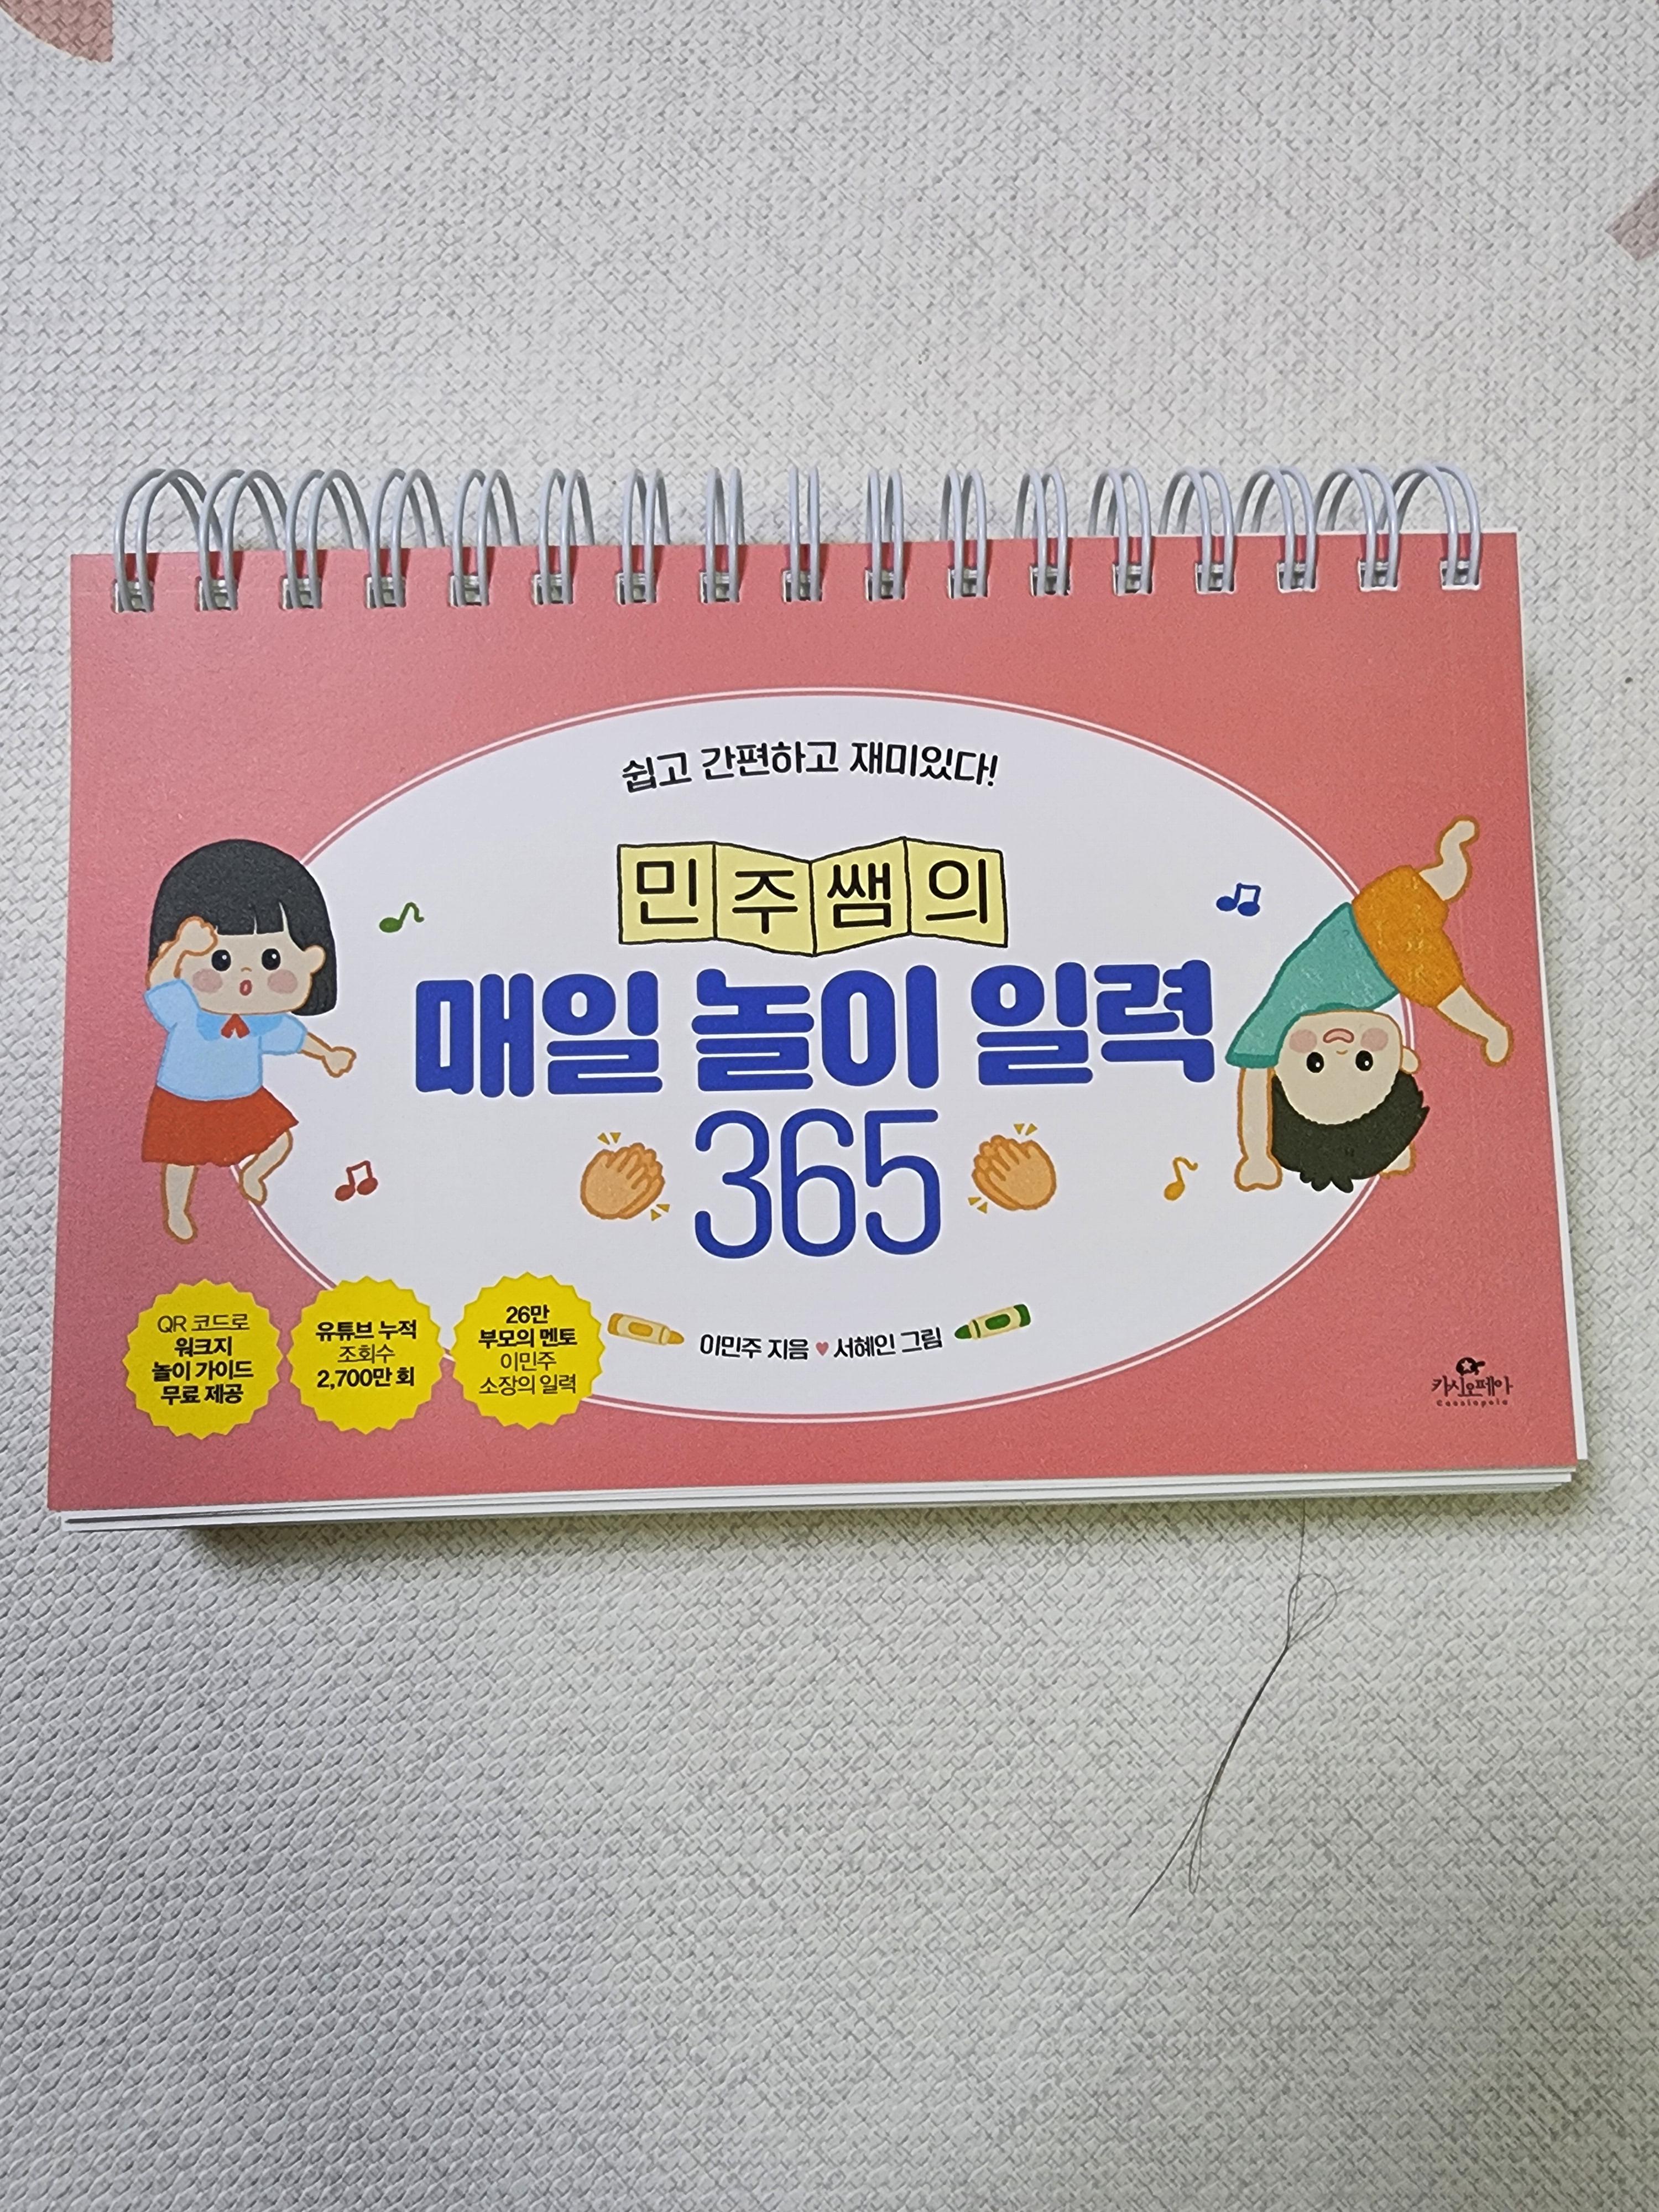 쉽고 간편하고 재미있다!
민주쌤의
매일 놀이 일력
365
이민주 지음 ♥ 서혜인 그림
QR 코드로
워크지
놀이 가이드
무료 제공
유튜브 누적
조회수
2,700만 회
26만
부모의 멘토
이민주
소장의 일력
카시오페아
Cassiopeia